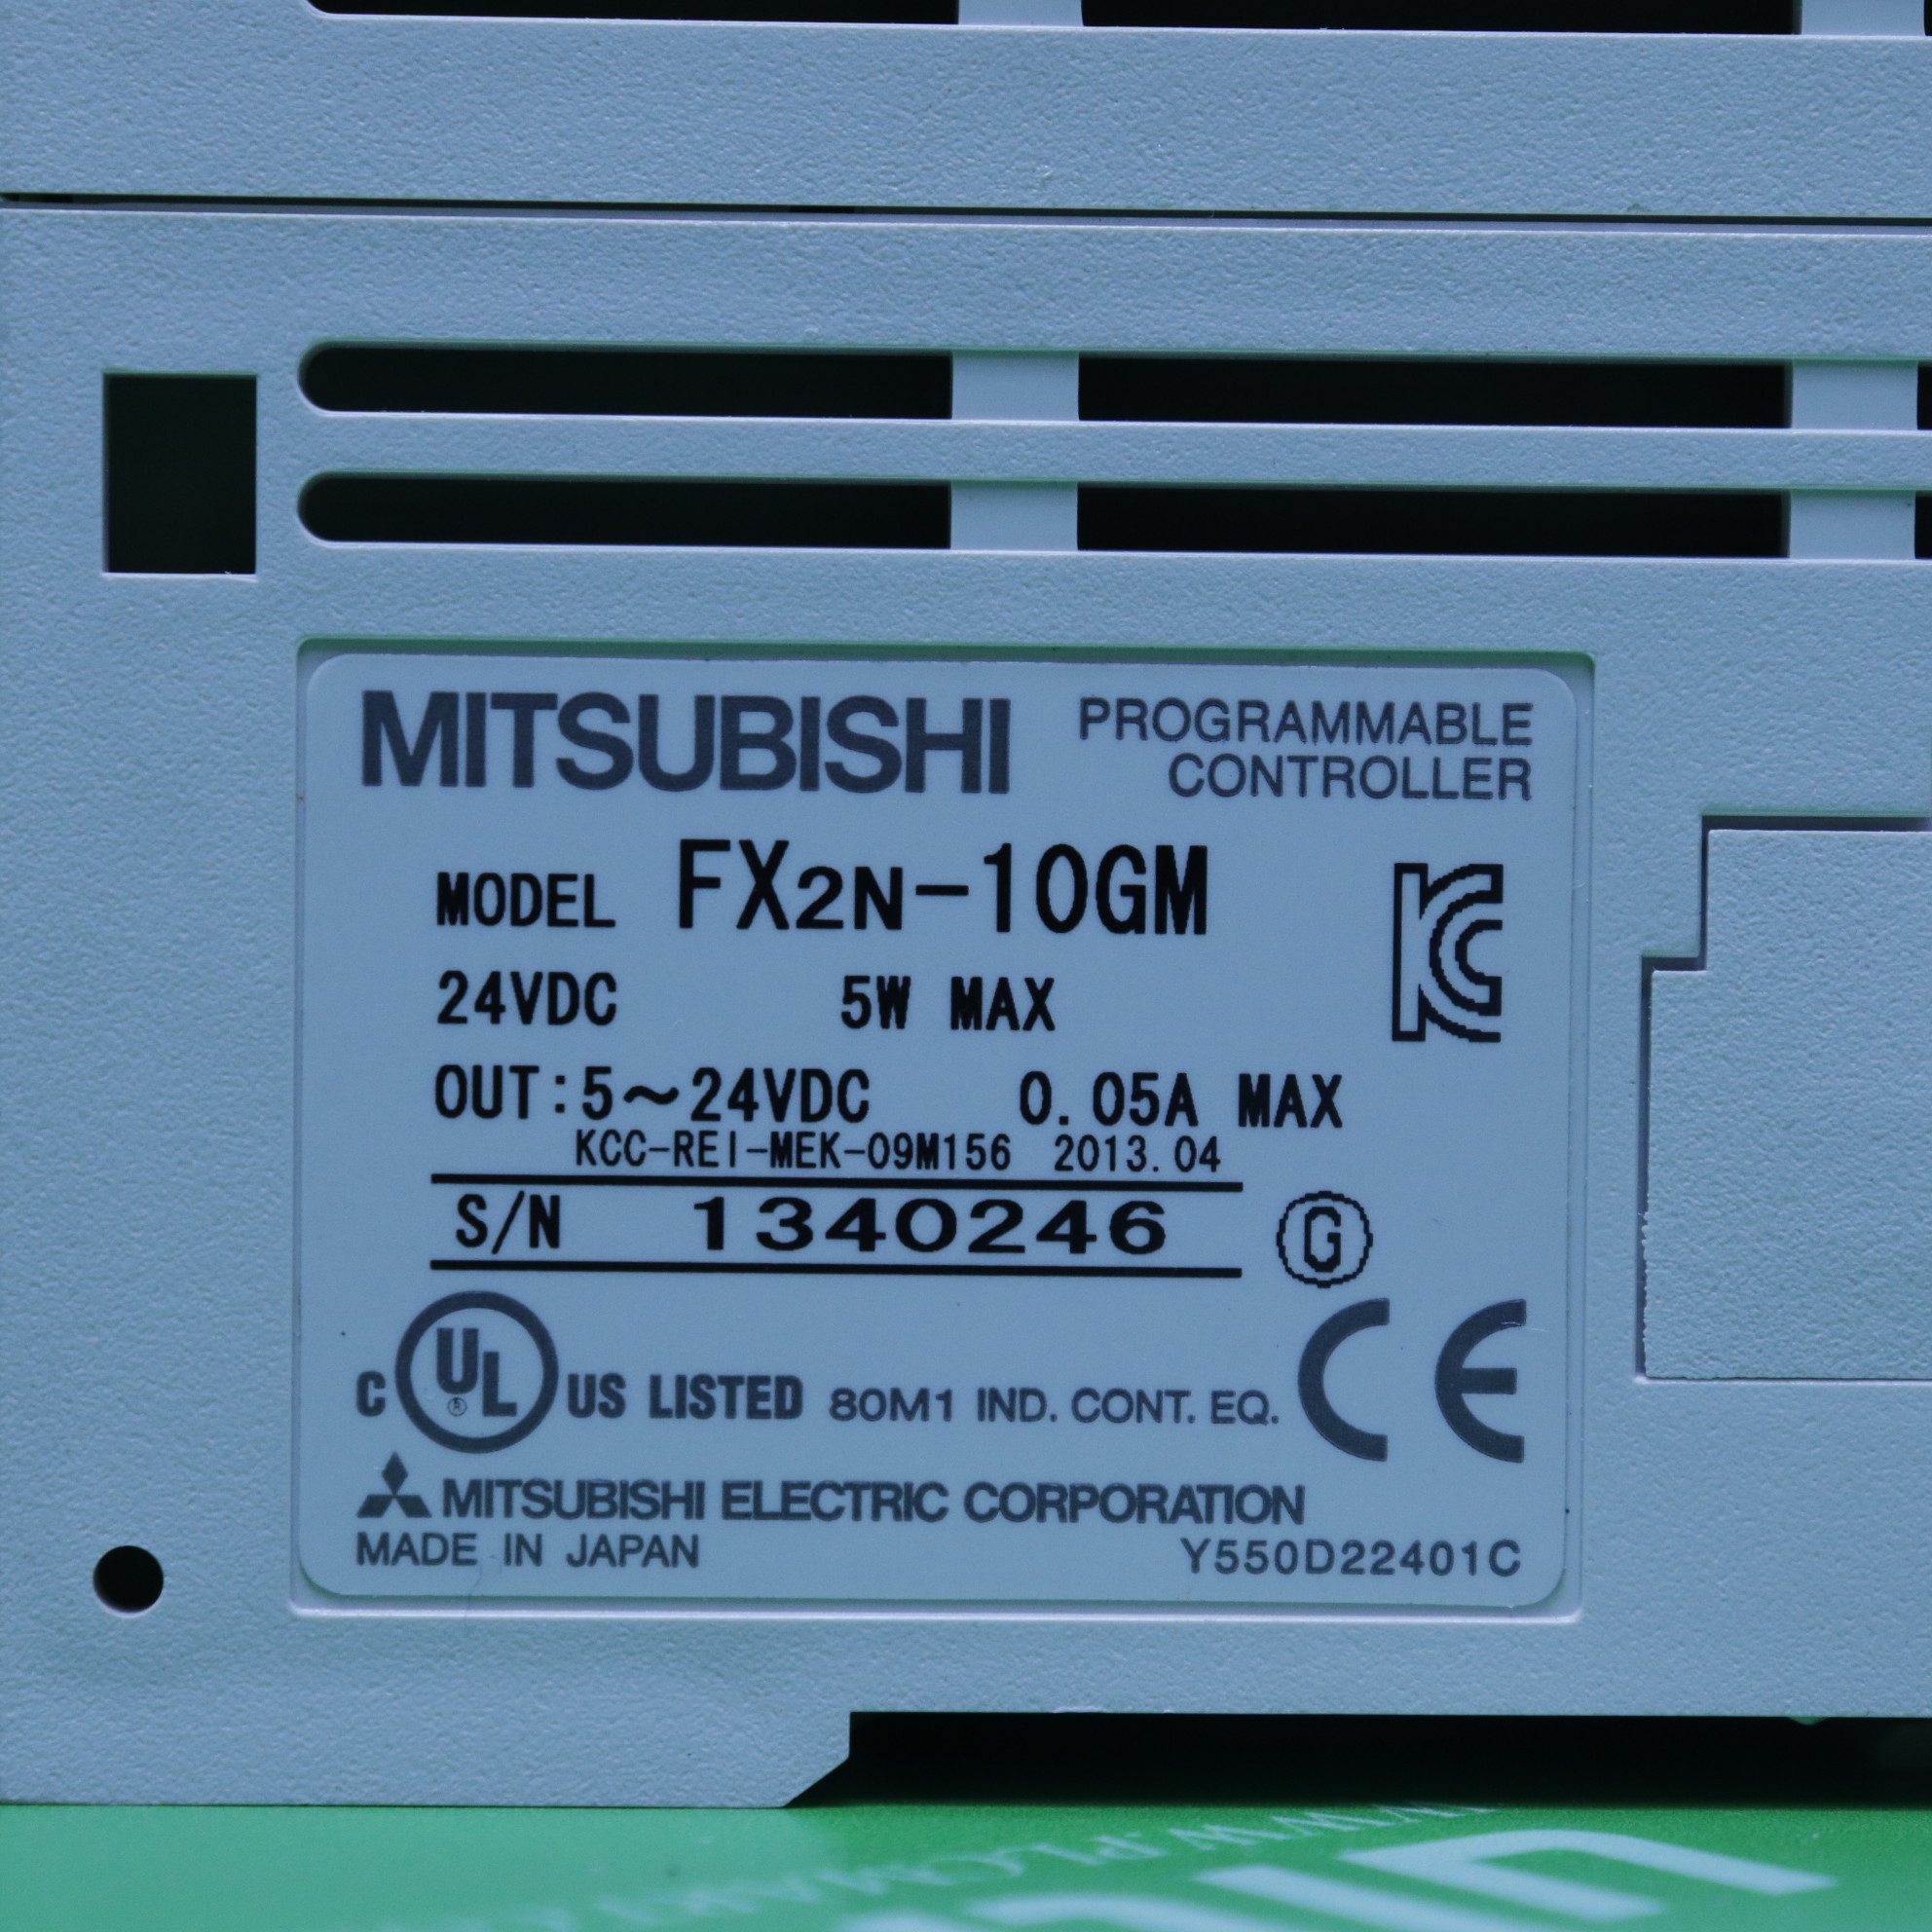 MITSUBISHI PROGRAMMABLE
CONTROLLER
MODEL FX2N-10GM
24VDC 5W MAX
OUT:5～24VDC 0.05A MAX
KCC-REI-MEK-09M156 2013.04
S/N 1340246 G
C UL® US LISTED 80M1 IND. CONT. EQ. CE
MITSUBISHI ELECTRIC CORPORATION
MADE IN JAPAN Y550D22401C